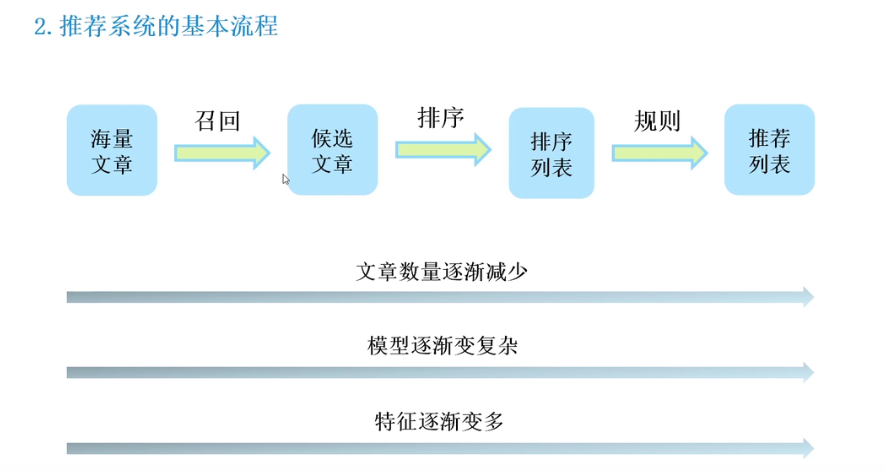 2. 推荐系统的基本流程
召回
排序
规则
海量
文章
候选
文章
排序
列表
推荐
列表
文章数量逐渐减少
模型逐渐变复杂
特征逐渐变多